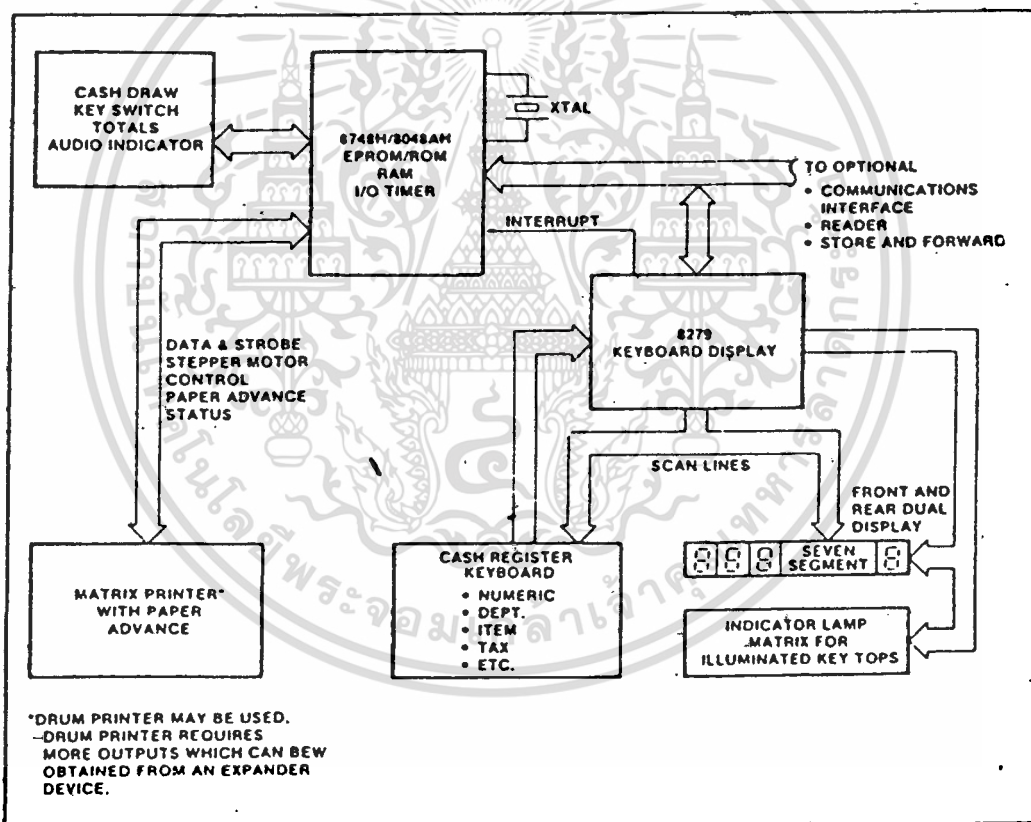 CASH DRAW
KEY SWITCH
TOTALS
AUDIO INDICATOR
8748H/8048AH
EPROM/ROM
RAM
I/O TIMER
XTAL
TO OPTIONAL
• COMMUNICATIONS
INTERFACE
• READER
• STORE AND FORWARD
INTERRUPT
8279
KEYBOARD DISPLAY
DATA & STROBE
STEPPER MOTOR
CONTROL
PAPER ADVANCE
STATUS
SCAN LINES
FRONT AND
REAR DUAL
DISPLAY
SEVEN
SEGMENT
MATRIX PRINTER*
WITH PAPER
ADVANCE
CASH REGISTER
KEYBOARD
• NUMERIC
• DEPT.
• ITEM
• TAX
• ETC.
INDICATOR LAMP
MATRIX FOR
ILLUMINATED KEY TOPS
*DRUM PRINTER MAY BE USED.
–DRUM PRINTER REQUIRES
MORE OUTPUTS WHICH CAN BEW
OBTAINED FROM AN EXPANDER
DEVICE.